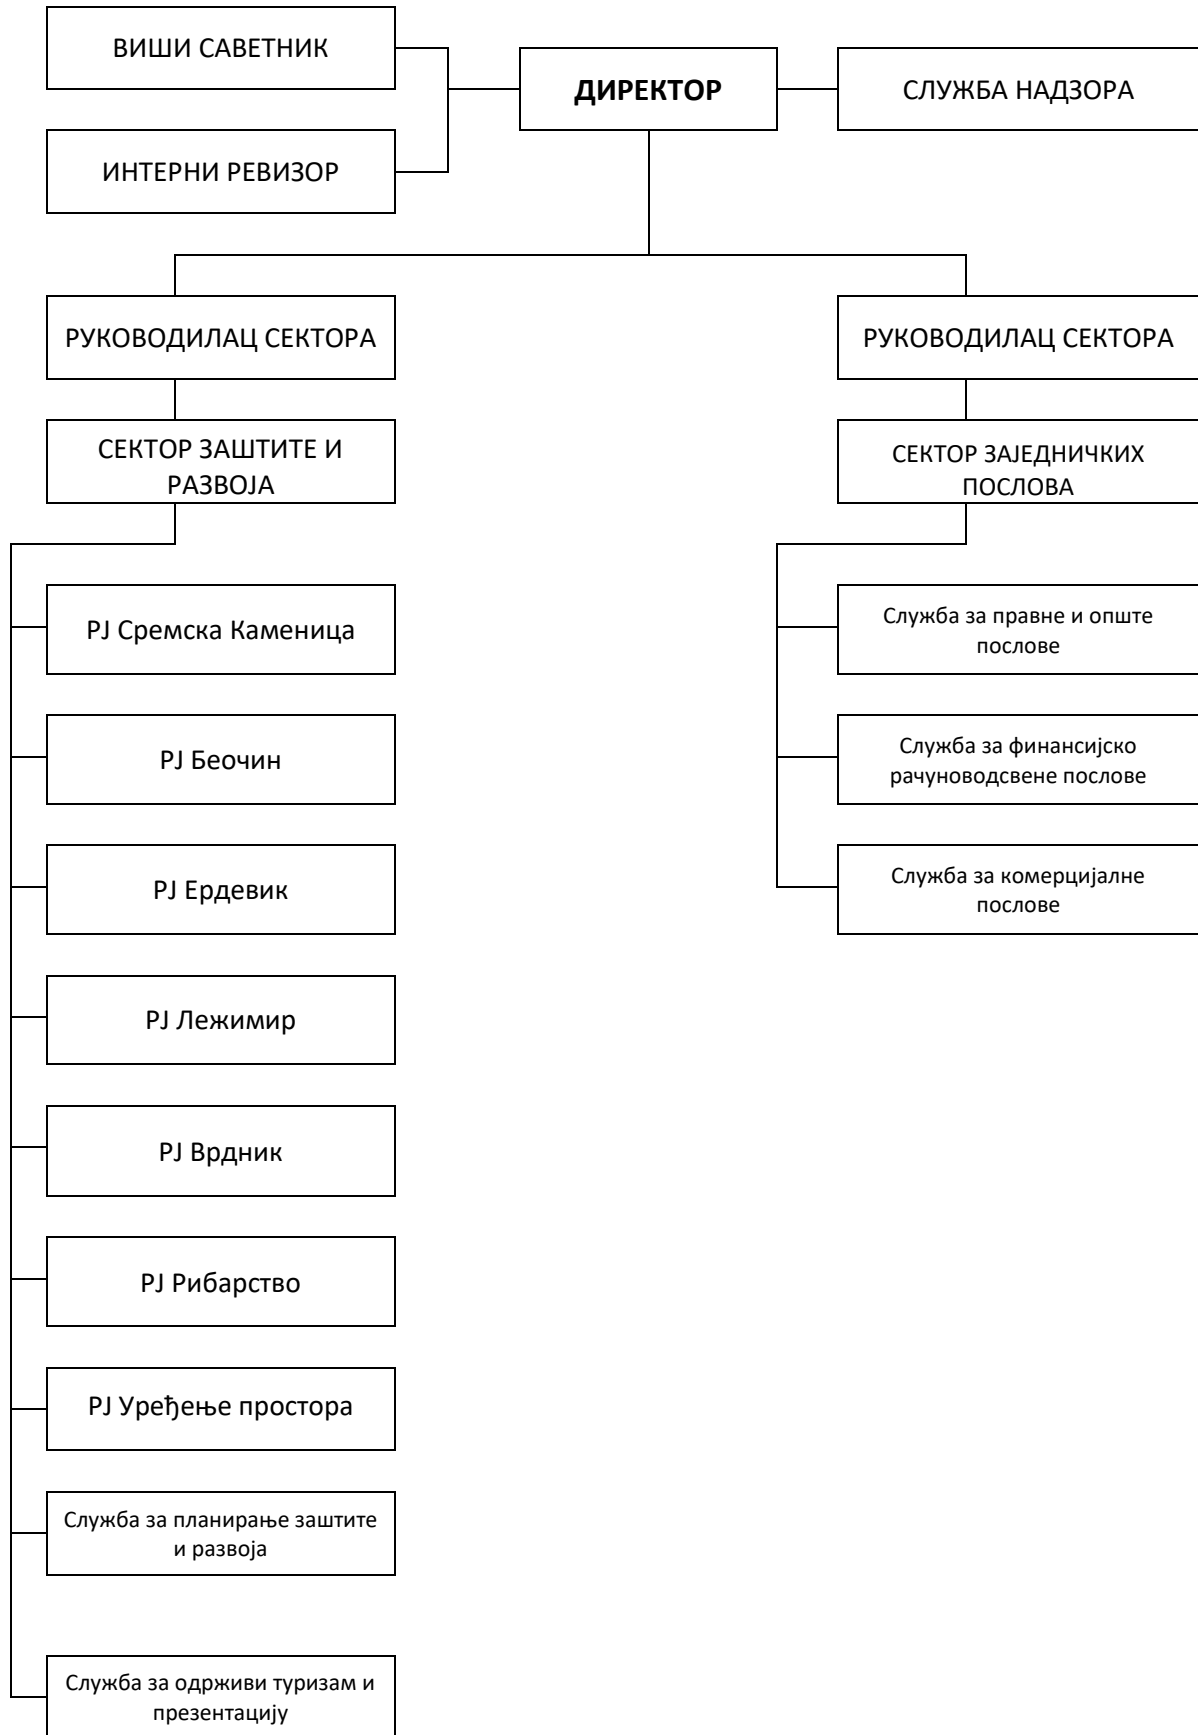 ВИШИ САВЕТНИК
ДИРЕКТОР
СЛУЖБА НАДЗОРА
ИНТЕРНИ РЕВИЗОР
РУКОВОДИЛАЦ СЕКТОРА
РУКОВОДИЛАЦ СЕКТОРА
СЕКТОР ЗАШТИТЕ И
РАЗВОЈА
СЕКТОР ЗАЈЕДНИЧКИХ
ПОСЛОВА
РЈ Сремска Каменица
РЈ Беочин
РЈ Ердевик
РЈ Лежимир
РЈ Врдник
РЈ Рибарство
РЈ Уређење простора
Служба за планирање заштите
и развоја
Служба за одрживи туризам и
презентацију
Служба за правне и опште
послове
Служба за финансијско
рачуноводсвене послове
Служба за комерцијалне
послове